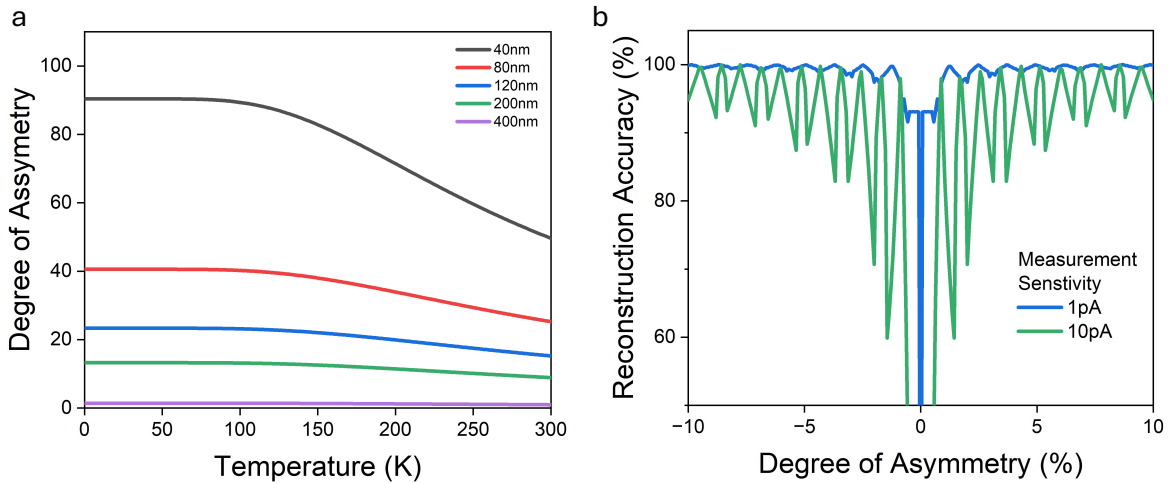 a
Degree of Assymetry
100
80
60
40
20
0
0
50
100
150
200
250
300
Temperature (K)
40nm
80nm
120nm
200nm
400nm
b
Reconstruction Accuracy (%)
100
80
60
−10
−5
0
5
10
Degree of Asymmetry (%)
Measurement
Senstivity
1pA
10pA